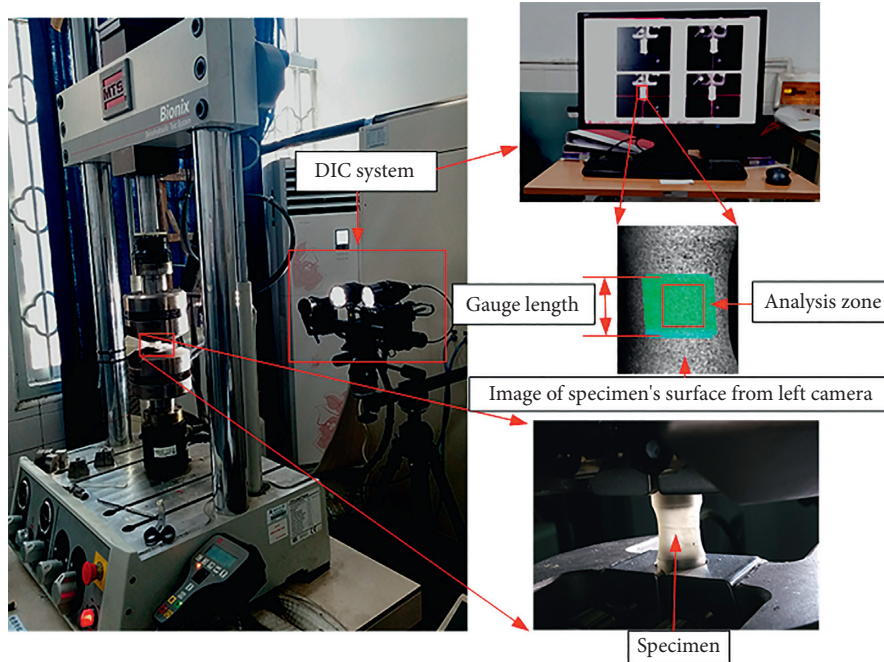 MTS
Bionix
DIC system
Gauge length
Analysis zone
Image of specimen's surface from left camera
Specimen